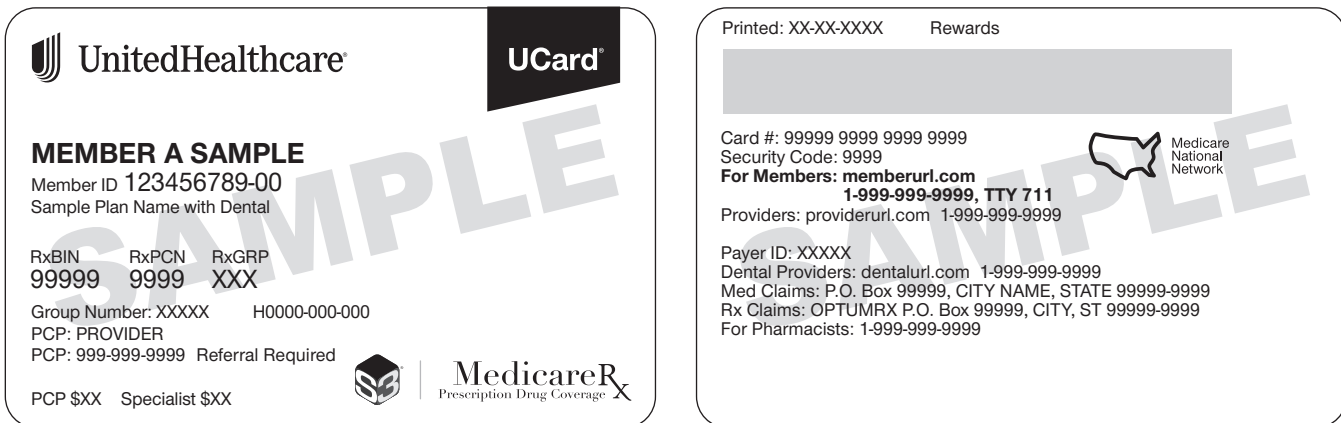 UnitedHealthcare®
UCard®
MEMBER A SAMPLE
Member ID 123456789-00
Sample Plan Name with Dental
RxBIN RxPCN RxGRP
99999 9999 XXX
Group Number: XXXXX H0000-000-000
PCP: PROVIDER
PCP: 999-999-9999 Referral Required
PCP $XX Specialist $XX
S3®
MedicareRx
Prescription Drug Coverage
SAMPLE
Printed: XX-XX-XXXX Rewards
Card #: 99999 9999 9999 9999
Security Code: 9999
For Members: memberurl.com
1-999-999-9999, TTY 711
Providers: providerurl.com 1-999-999-9999
Medicare
National
Network
Payer ID: XXXXX
Dental Providers: dentalurl.com 1-999-999-9999
Med Claims: P.O. Box 99999, CITY NAME, STATE 99999-9999
Rx Claims: OPTUMRX P.O. Box 99999, CITY, ST 99999-9999
For Pharmacists: 1-999-999-9999
SAMPLE